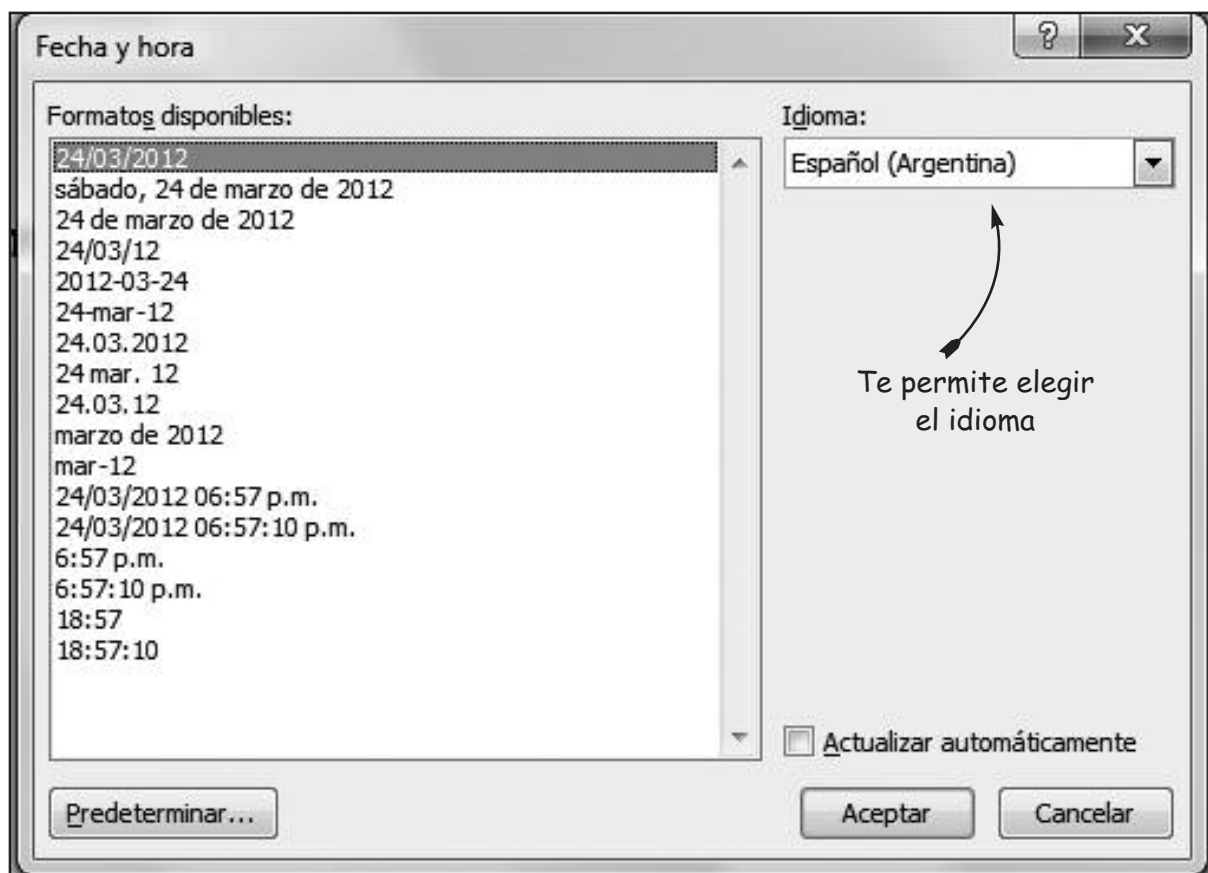 Fecha y hora
Formatos disponibles:
24/03/2012
sábado, 24 de marzo de 2012
24 de marzo de 2012
24/03/12
2012-03-24
24-mar-12
24.03.2012
24 mar. 12
24.03.12
marzo de 2012
mar-12
24/03/2012 06:57 p.m.
24/03/2012 06:57:10 p.m.
6:57 p.m.
6:57:10 p.m.
18:57
18:57:10
Idioma:
Español (Argentina)
Te permite elegir
el idioma
Actualizar automáticamente
Predeterminar...
Aceptar
Cancelar